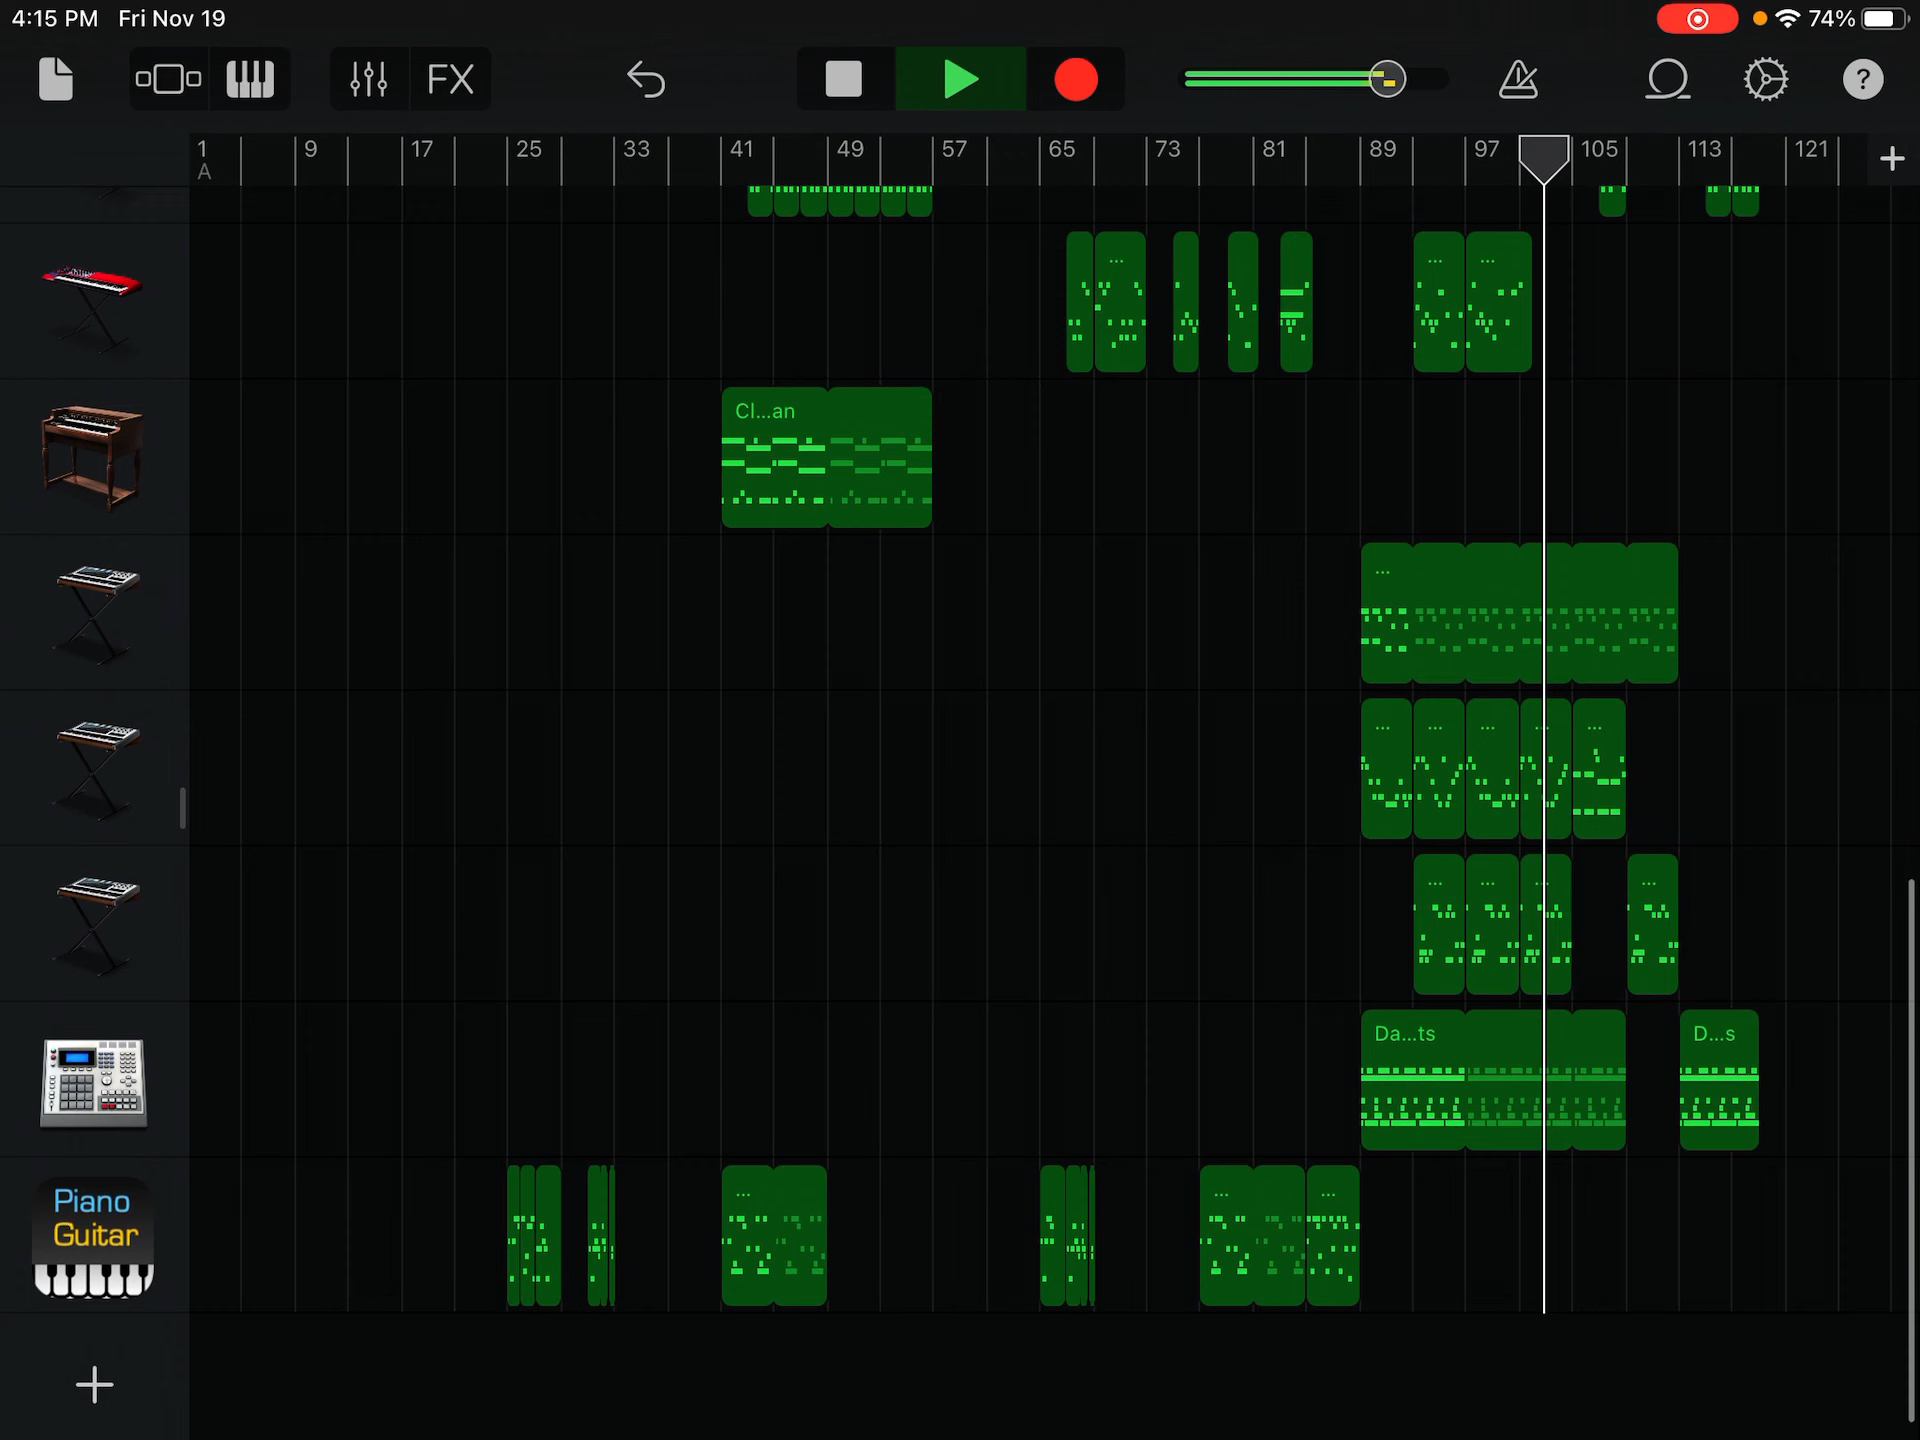 4:15 PM Fri Nov 19
74%
FX
?
1 9 17 25 33 41 49 57 65 73 81 89 97 105 113 121
A
... ... ...
Cl...an
...
... ... ... ... ...
... ... ... ...
Da...ts D...s
Piano
Guitar
... ... ...